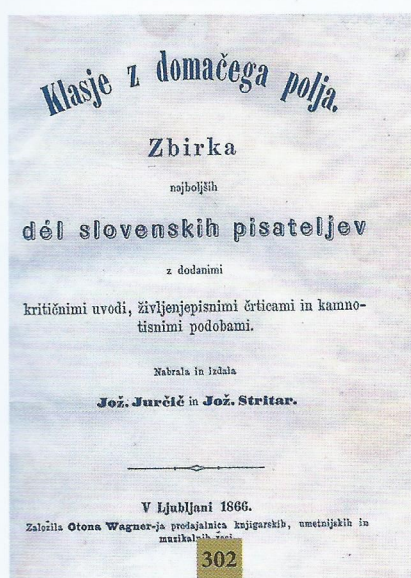 Klasje z domačega polja.
Zbirka
najboljših
dél slovenskih pisateljev
z dodanimi
kritičnimi uvodi, življenjepisnimi črticami in kamno-
tisnimi podobami.
Nabrala in izdala
Jož. Jurčič in Jož. Stritar.
V Ljubljani 1866.
Založila Otona Wagner-ja prodajalnica knjigarskih, umetnijskih in
302